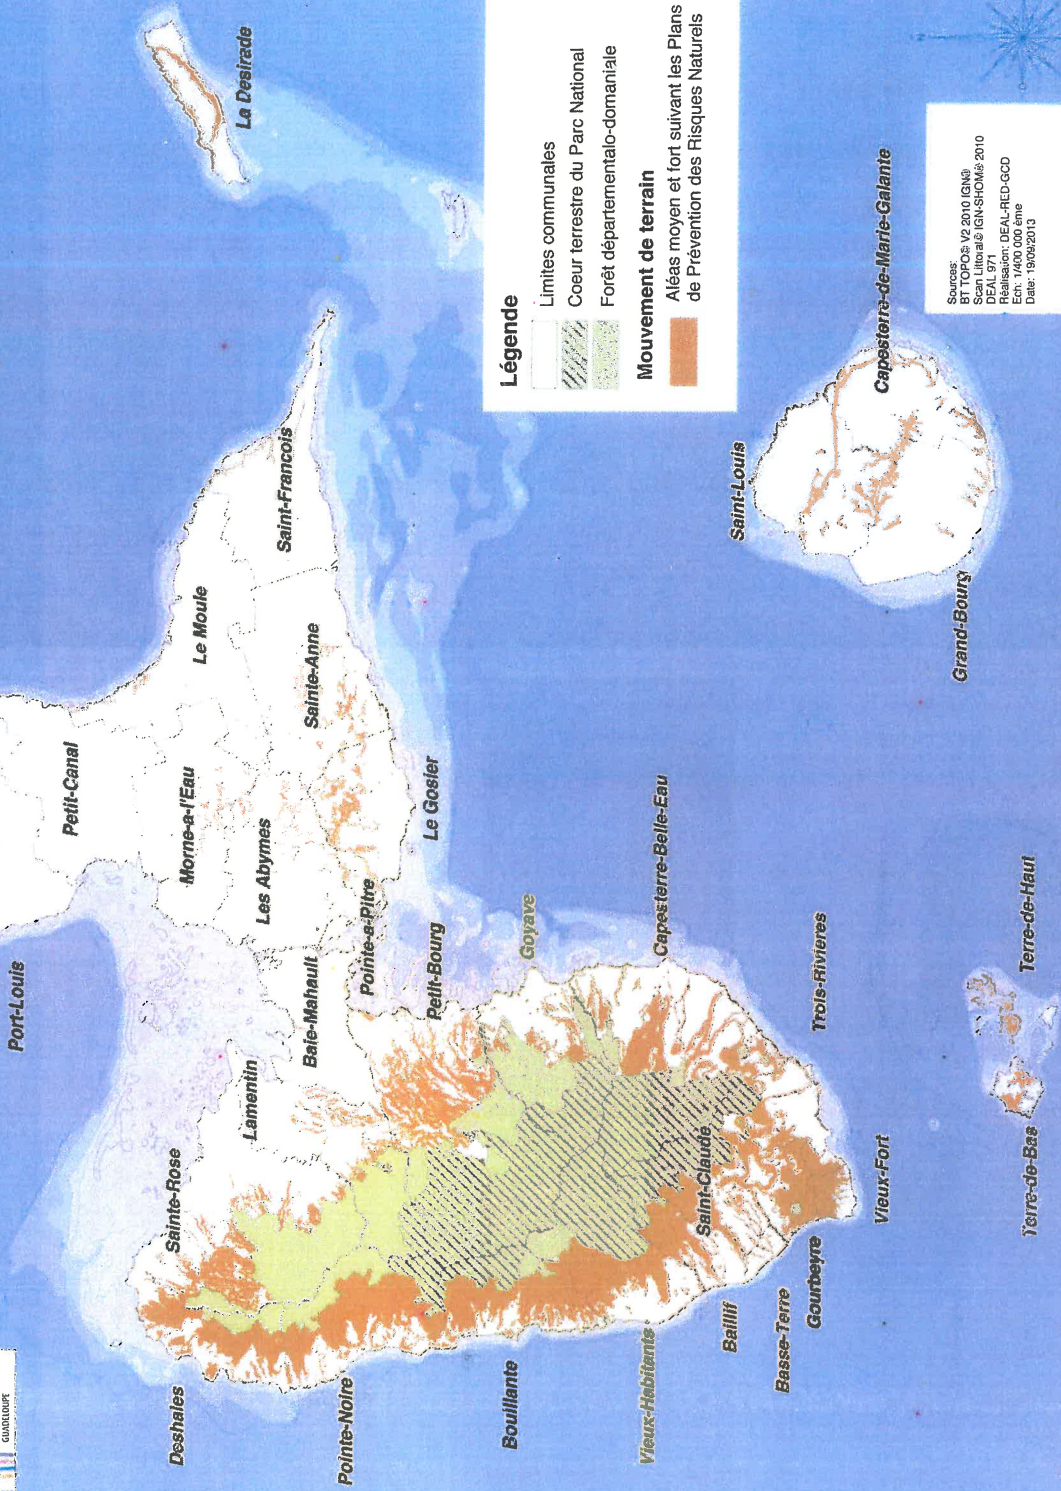 GUADELOUPE
Port-Louis
Petit-Canal
Morne-a-l'Eau
Le Moule
Les Abymes
Saint-François
Sainte-Anne
Le Gosier
Pointe-a-Pitre
Baie-Mahault
Lamentin
Sainte-Rose
Deshaies
Pointe-Noire
Petit-Bourg
Goyave
Capesterre-Belle-Eau
Bouillante
Vieux-Habitants
Saint-Claude
Baillif
Basse-Terre
Gourbeyre
Vieux-Fort
Trois-Rivieres
Terre-de-Bas
Terre-de-Haut
La Desirade
Saint-Louis
Grand-Bourg
Capesterre-de-Marie-Galante
Légende
Limites communales
Coeur terrestre du Parc National
Forêt départementalo-domaniale
Mouvement de terrain
Aléas moyen et fort suivant les Plans
de Prévention des Risques Naturels
Sources:
BT TOPO® V2 2010 IGN®
Scan Littoral® IGN-SHOM® 2010
DEAL 971
Réalisation: DEAL-RED-GCD
Ech: 1/400 000 ème
Date: 19/09/2013